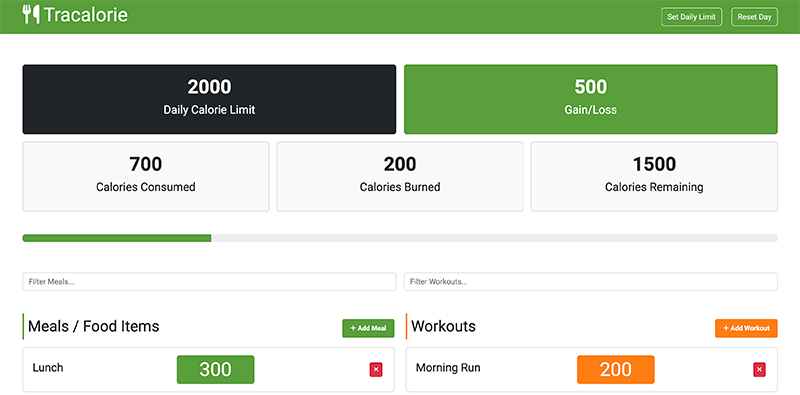 Tracalorie
Set Daily Limit
Reset Day
2000
Daily Calorie Limit
500
Gain/Loss
700
Calories Consumed
200
Calories Burned
1500
Calories Remaining
Filter Meals...
Filter Workouts...
Meals / Food Items
+ Add Meal
Workouts
+ Add Workout
Lunch
300
Morning Run
200